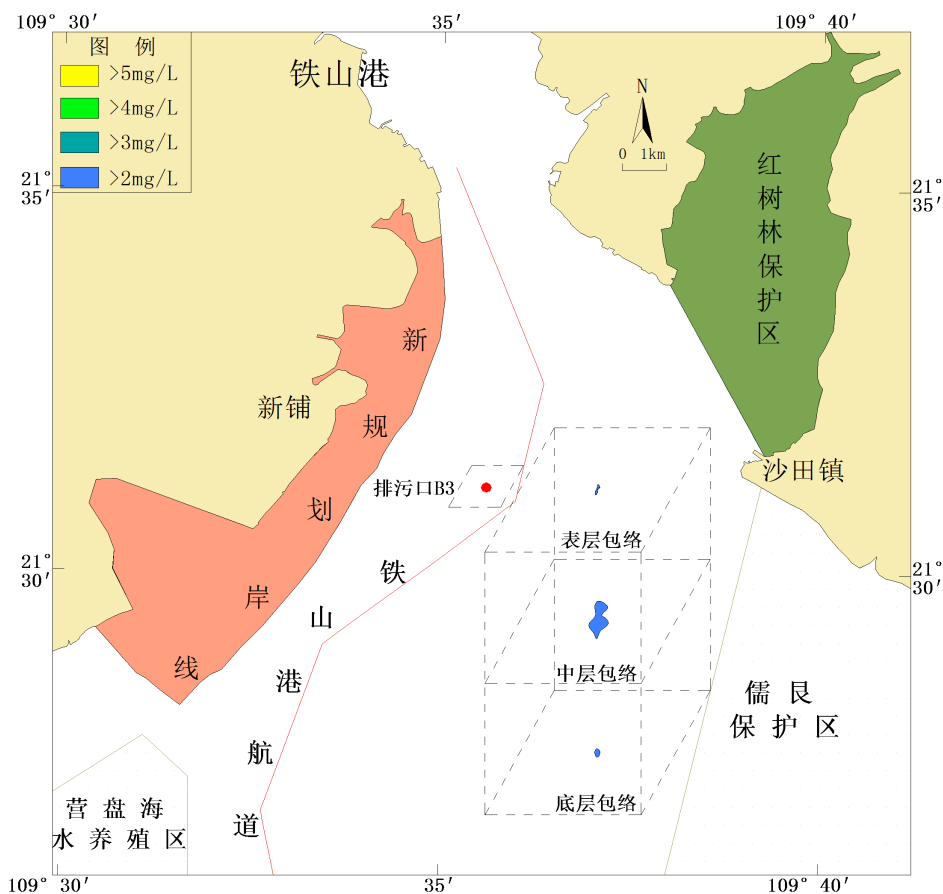 109° 30′
35′
109° 40′
图 例
>5mg/L
>4mg/L
>3mg/L
>2mg/L
铁山港
N
0 1km
红树林保护区
21°
35′
21°
35′
新规划岸线
新铺
沙田镇
排污口B3
表层包络
21°
30′
21°
30′
铁山港航道
中层包络
儒艮
保护区
底层包络
营盘海
水养殖区
109° 30′
35′
109° 40′